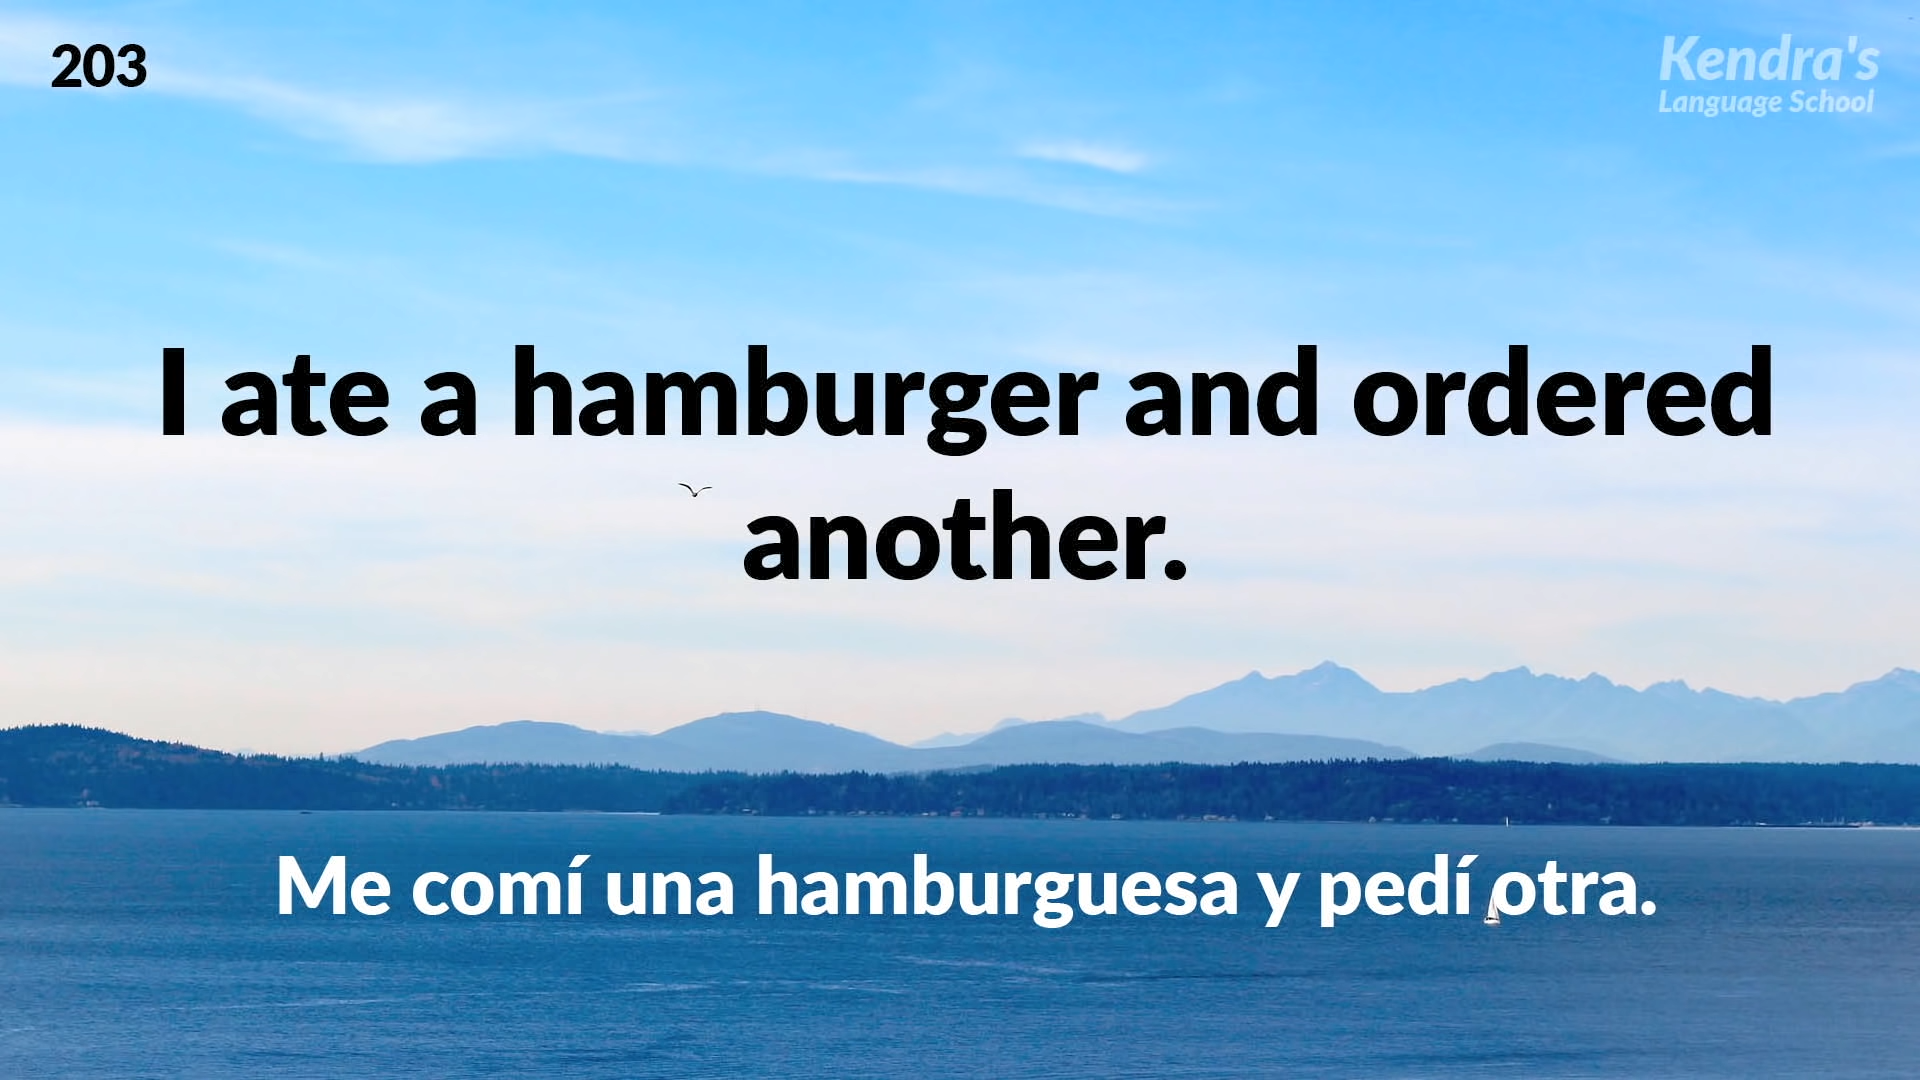 203
Kendra's
Language School
I ate a hamburger and ordered
another.
Me comí una hamburguesa y pedí otra.